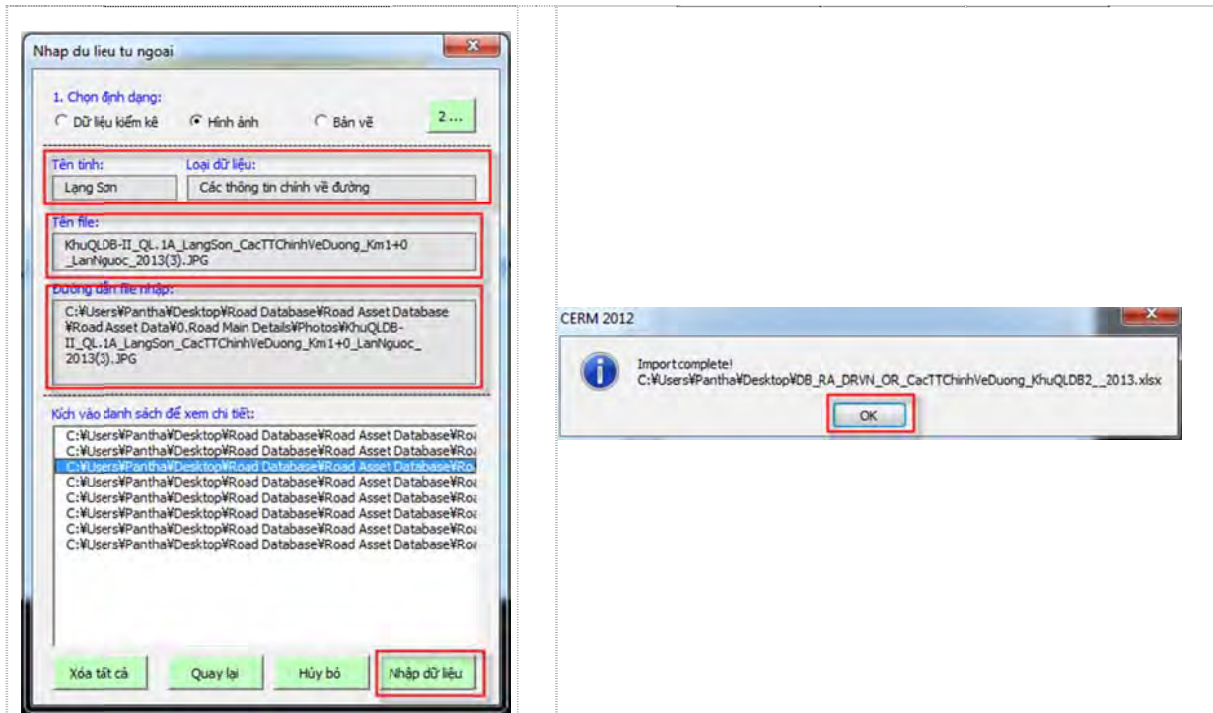 Nhap du lieu tu ngoai
1. Chọn định dạng:
Dữ liệu kiểm kê
Hình ảnh
Bản vẽ
2 ...
Tên tỉnh:
Loại dữ liệu:
Lạng Sơn
Các thông tin chính về đường
Tên file:
KhuQLDB-II_QL.1A_LangSon_CacTTChinhVeDuong_Km1+0
_LanNguoc_2013(3).JPG
Đường dẫn file nhập:
C:¥Users¥Pantha¥Desktop¥Road Database¥Road Asset Database
¥Road Asset Data¥0.Road Main Details¥Photos¥KhuQLDB-
II_QL.1A_LangSon_CacTTChinhVeDuong_Km1+0_LanNguoc_
2013(3).JPG
Kích vào danh sách để xem chi tiết:
C:¥Users¥Pantha¥Desktop¥Road Database¥Road Asset Database¥Roa
C:¥Users¥Pantha¥Desktop¥Road Database¥Road Asset Database¥Roa
C:¥Users¥Pantha¥Desktop¥Road Database¥Road Asset Database¥Roa
C:¥Users¥Pantha¥Desktop¥Road Database¥Road Asset Database¥Roa
C:¥Users¥Pantha¥Desktop¥Road Database¥Road Asset Database¥Roa
C:¥Users¥Pantha¥Desktop¥Road Database¥Road Asset Database¥Roa
C:¥Users¥Pantha¥Desktop¥Road Database¥Road Asset Database¥Roa
C:¥Users¥Pantha¥Desktop¥Road Database¥Road Asset Database¥Roa
Xóa tất cả
Quay lại
Hủy bỏ
Nhập dữ liệu
CERM 2012
Import complete!
C:¥Users¥Pantha¥Desktop¥DB_RA_DRVN_OR_CacTTChinhVeDuong_KhuQLDB2__2013.xlsx
OK